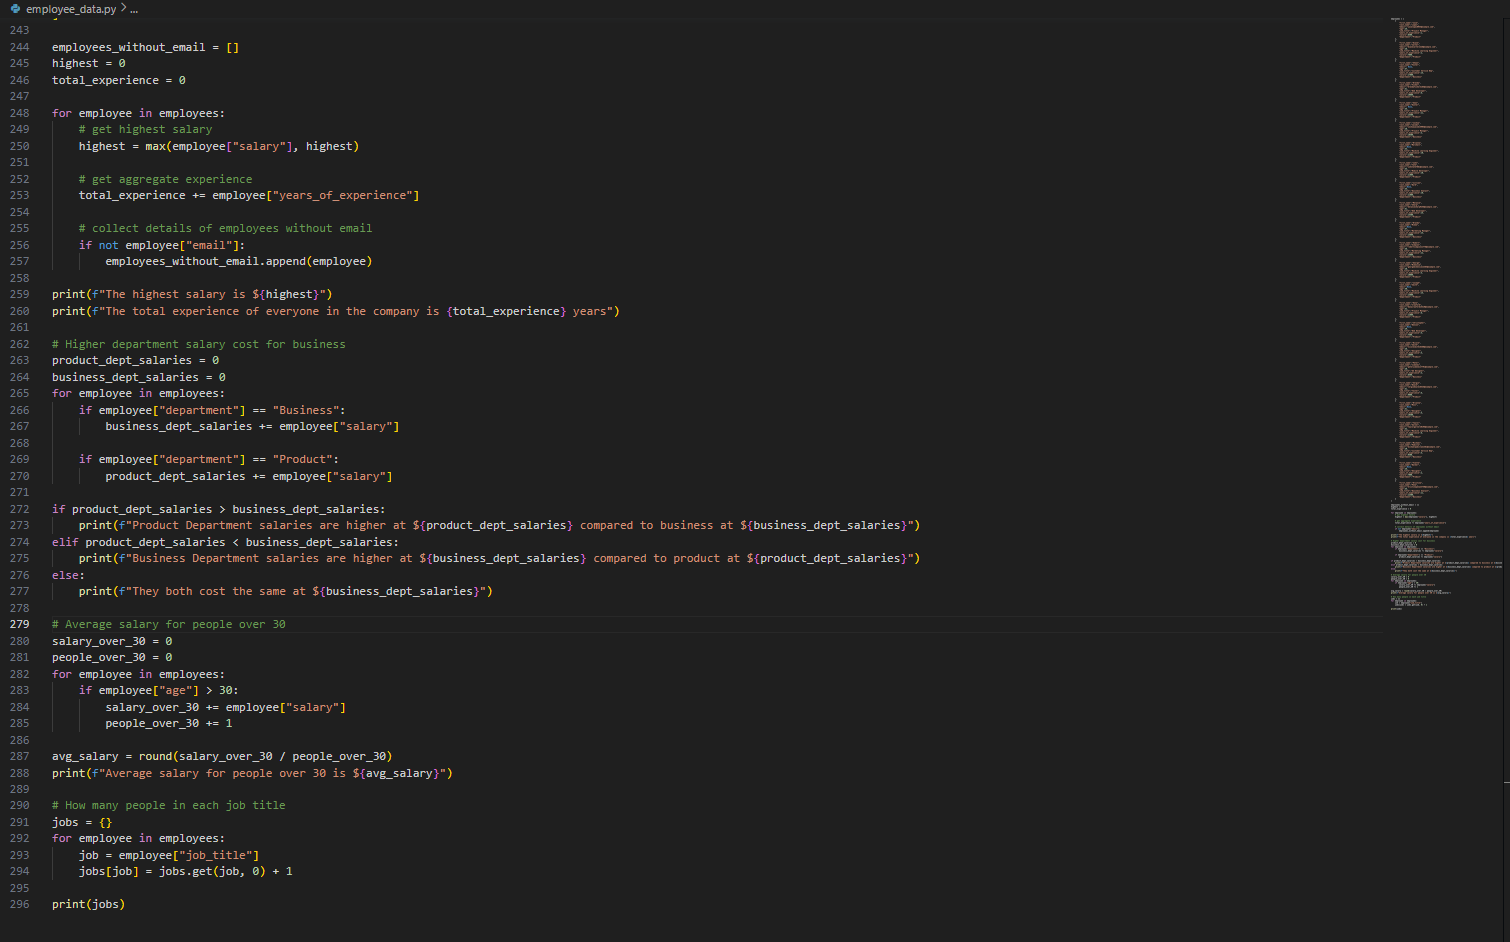 employee_data.py > ...
243
244 employees_without_email = []
245 highest = 0
246 total_experience = 0
247
248 for employee in employees:
249     # get highest salary
250     highest = max(employee["salary"], highest)
251
252     # get aggregate experience
253     total_experience += employee["years_of_experience"]
254
255     # collect details of employees without email
256     if not employee["email"]:
257         employees_without_email.append(employee)
258
259 print(f"The highest salary is ${highest}")
260 print(f"The total experience of everyone in the company is {total_experience} years")
261
262 # Higher department salary cost for business
263 product_dept_salaries = 0
264 business_dept_salaries = 0
265 for employee in employees:
266     if employee["department"] == "Business":
267         business_dept_salaries += employee["salary"]
268
269     if employee["department"] == "Product":
270         product_dept_salaries += employee["salary"]
271
272 if product_dept_salaries > business_dept_salaries:
273     print(f"Product Department salaries are higher at ${product_dept_salaries} compared to business at ${business_dept_salaries}")
274 elif product_dept_salaries < business_dept_salaries:
275     print(f"Business Department salaries are higher at ${business_dept_salaries} compared to product at ${product_dept_salaries}")
276 else:
277     print(f"They both cost the same at ${business_dept_salaries}")
278
279 # Average salary for people over 30
280 salary_over_30 = 0
281 people_over_30 = 0
282 for employee in employees:
283     if employee["age"] > 30:
284         salary_over_30 += employee["salary"]
285         people_over_30 += 1
286
287 avg_salary = round(salary_over_30 / people_over_30)
288 print(f"Average salary for people over 30 is ${avg_salary}")
289
290 # How many people in each job title
291 jobs = {}
292 for employee in employees:
293     job = employee["job_title"]
294     jobs[job] = jobs.get(job, 0) + 1
295
296 print(jobs)